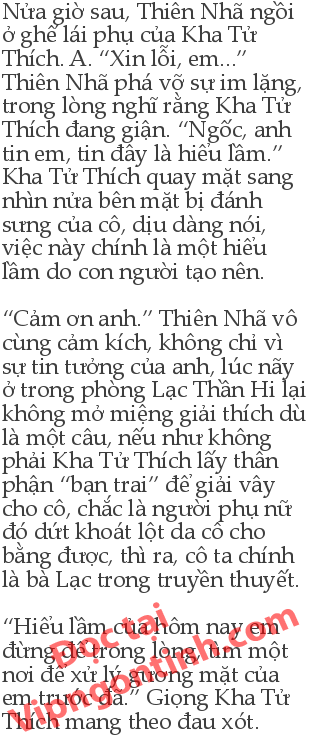 Nửa giờ sau, Thiên Nhã ngồi
ở ghế lái phụ của Kha Tử
Thích. A. “Xin lỗi, em...”
Thiên Nhã phá vỡ sự im lặng,
trong lòng nghĩ rằng Kha Tử
Thích đang giận. “Ngốc, anh
tin em, tin đây là hiểu lầm.”
Kha Tử Thích quay mặt sang
nhìn nửa bên mặt bị đánh
sưng của cô, dịu dàng nói,
việc này chính là một hiểu
lầm do con người tạo nên.

“Cảm ơn anh.” Thiên Nhã vô
cùng cảm kích, không chỉ vì
sự tin tưởng của anh, lúc nãy
ở trong phòng Lạc Thần Hi lại
không mở miệng giải thích dù
là một câu, nếu như không
phải Kha Tử Thích lấy thân
phận “bạn trai” để giải vây
cho cô, chắc là người phụ nữ
đó dứt khoát lột da cô cho
bằng được, thì ra, cô ta chính
là bà Lạc trong truyền thuyết.

“Hiểu lầm của hôm nay em
đừng để trong lòng, tìm một
nơi để xử lý gương mặt của
em trước đã.” Giọng Kha Tử
Thích mang theo đau xót.
Đọc tại
Vipngontinh.com